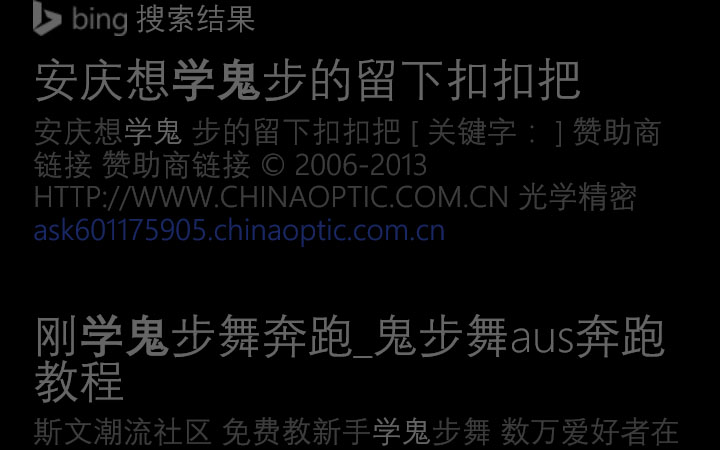 bing 搜索结果
安庆想学鬼步的留下扣扣把
安庆想学鬼 步的留下扣扣把 [ 关键字： ] 赞助商
链接 赞助商链接 © 2006-2013
HTTP://WWW.CHINAOPTIC.COM.CN 光学精密
ask601175905.chinaoptic.com.cn
刚学鬼步舞奔跑_鬼步舞aus奔跑
教程
斯文潮流社区 免费教新手学鬼步舞 数万爱好者在